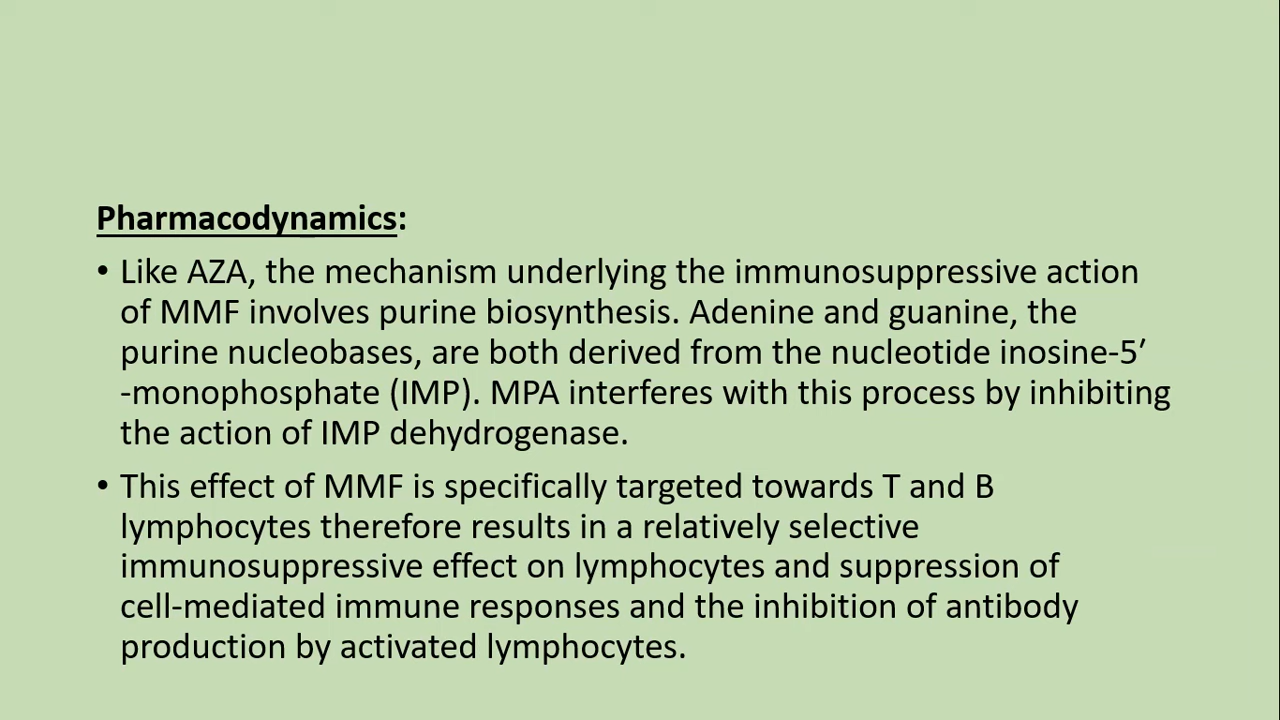 Pharmacodynamics:
• Like AZA, the mechanism underlying the immunosuppressive action
of MMF involves purine biosynthesis. Adenine and guanine, the
purine nucleobases, are both derived from the nucleotide inosine-5′
-monophosphate (IMP). MPA interferes with this process by inhibiting
the action of IMP dehydrogenase.
• This effect of MMF is specifically targeted towards T and B
lymphocytes therefore results in a relatively selective
immunosuppressive effect on lymphocytes and suppression of
cell-mediated immune responses and the inhibition of antibody
production by activated lymphocytes.